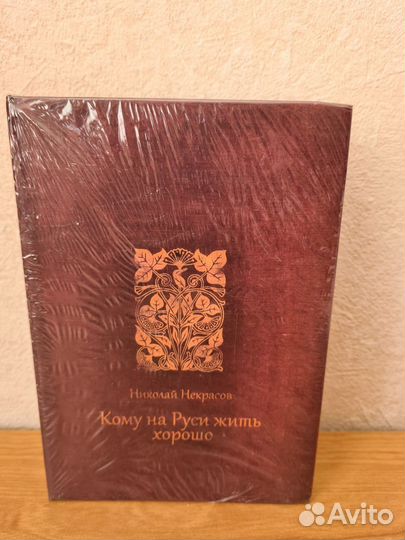 Николай Некрасов
Кому на Руси жить
хорошо
Avito